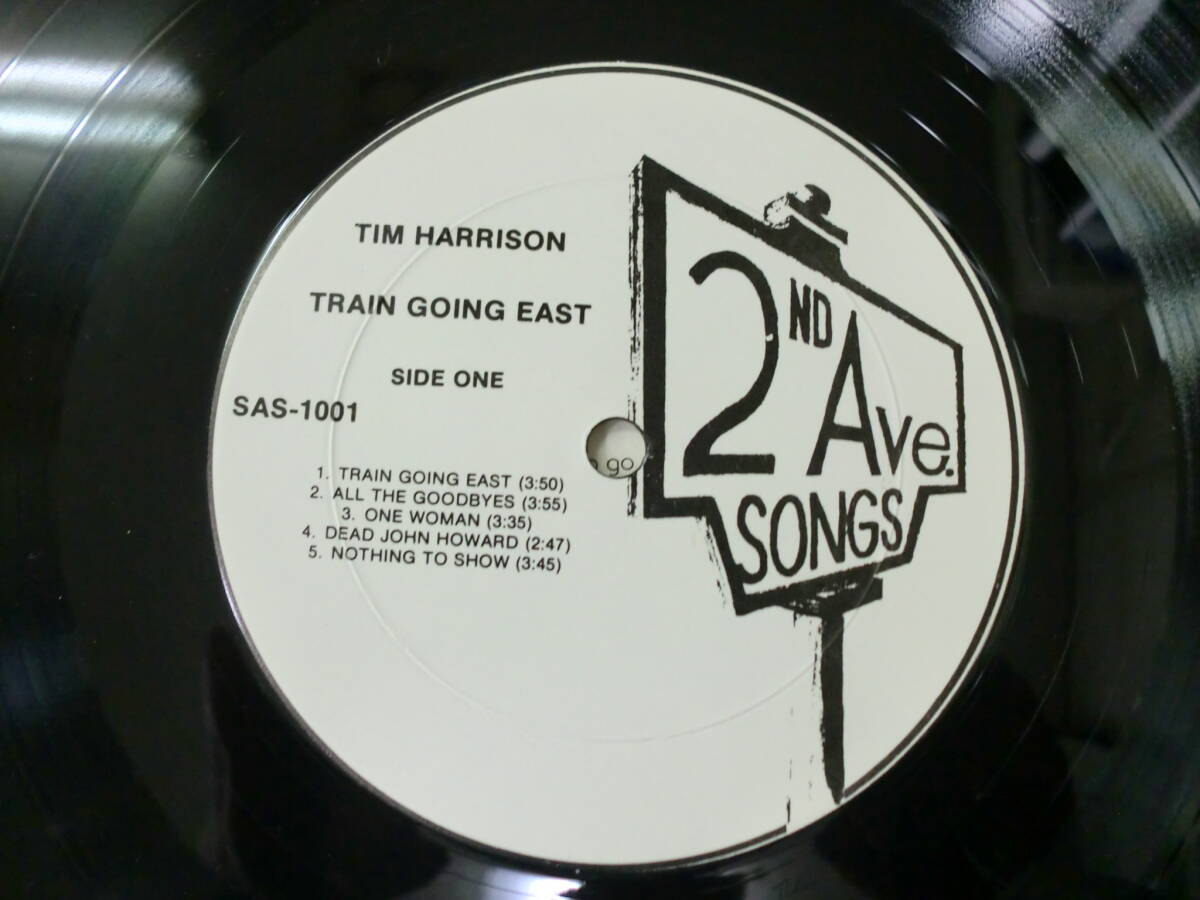 TIM HARRISON
TRAIN GOING EAST
SIDE ONE
SAS-1001
1. TRAIN GOING EAST (3:50)
2. ALL THE GOODBYES (3:55)
3. ONE WOMAN (3:35)
4. DEAD JOHN HOWARD (2:47)
5. NOTHING TO SHOW (3:45)
2ND AVE.
SONGS
go